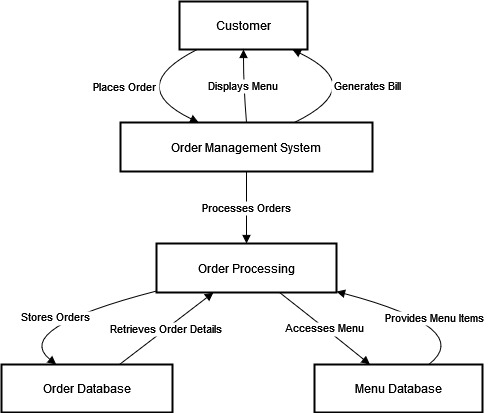 Customer
Places Order
Displays Menu
Generates Bill
Order Management System
Processes Orders
Order Processing
Stores Orders
Retrieves Order Details
Accesses Menu
Provides Menu Items
Order Database
Menu Database